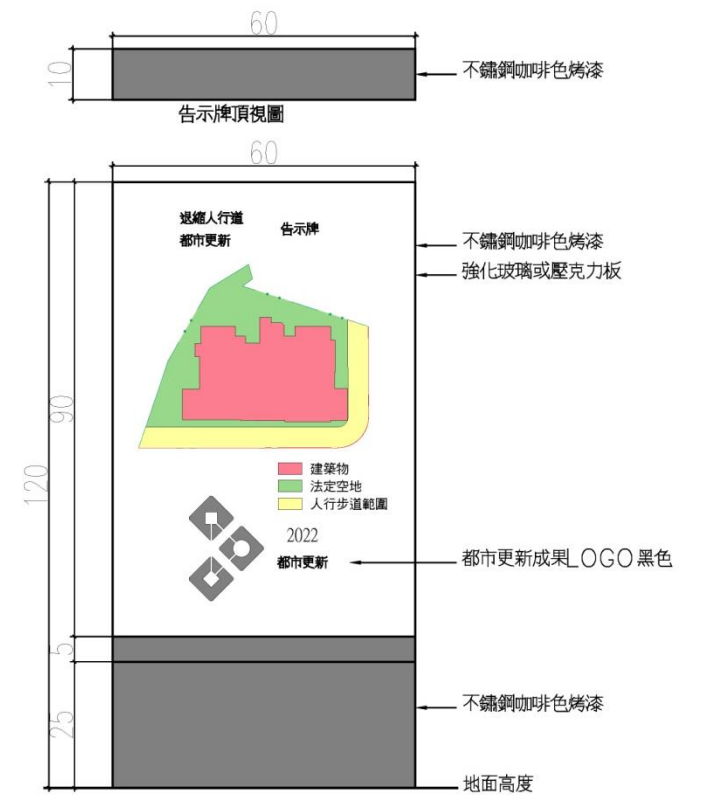 60
10
不鏽鋼咖啡色烤漆
告示牌頂視圖
60
退縮人行道
都市更新
告示牌
不鏽鋼咖啡色烤漆
強化玻璃或壓克力板
90
120
建築物
法定空地
人行步道範圍
2022
都市更新
都市更新成果LOGO黑色
5
25
不鏽鋼咖啡色烤漆
地面高度